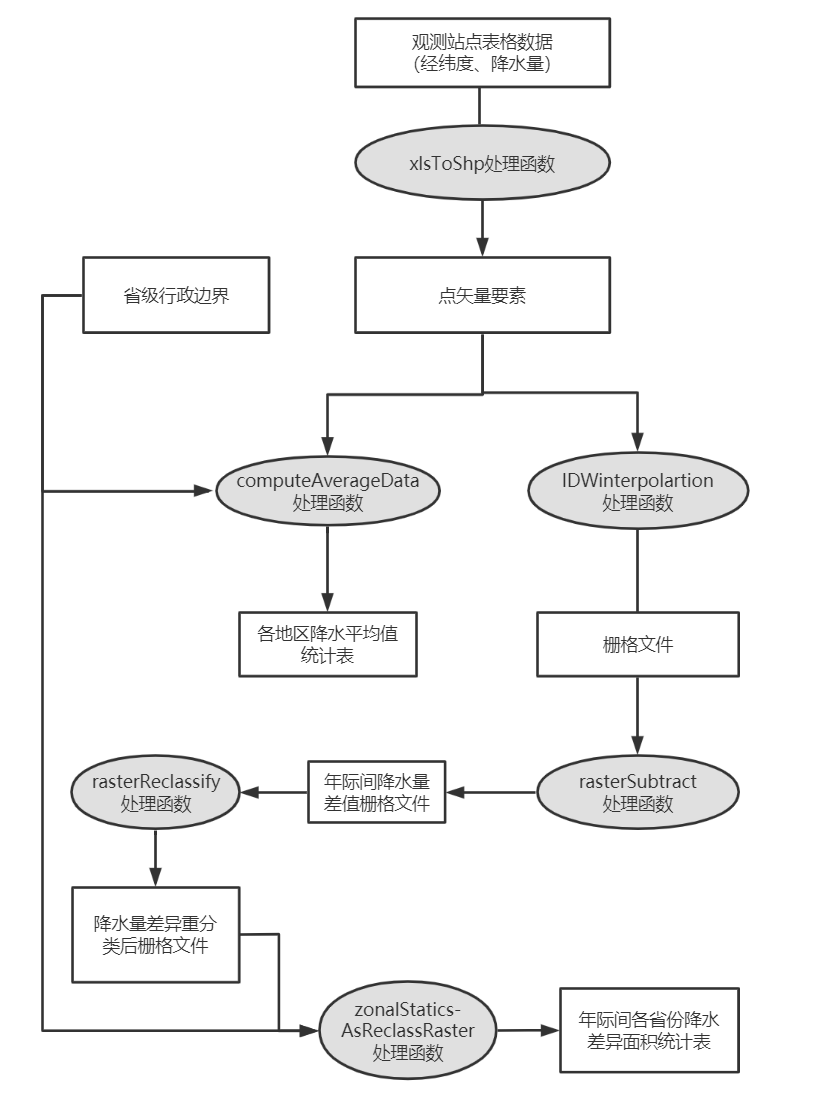 观测站点表格数据
（经纬度、降水量）
xlsToShp处理函数
省级行政边界
点矢量要素
computeAverageData
处理函数
IDWinterpolartion
处理函数
各地区降水平均值
统计表
栅格文件
rasterReclassify
处理函数
年际间降水量
差值栅格文件
rasterSubtract
处理函数
降水量差异重分
类后栅格文件
zonalStatics-
AsReclassRaster
处理函数
年际间各省份降水
差异面积统计表